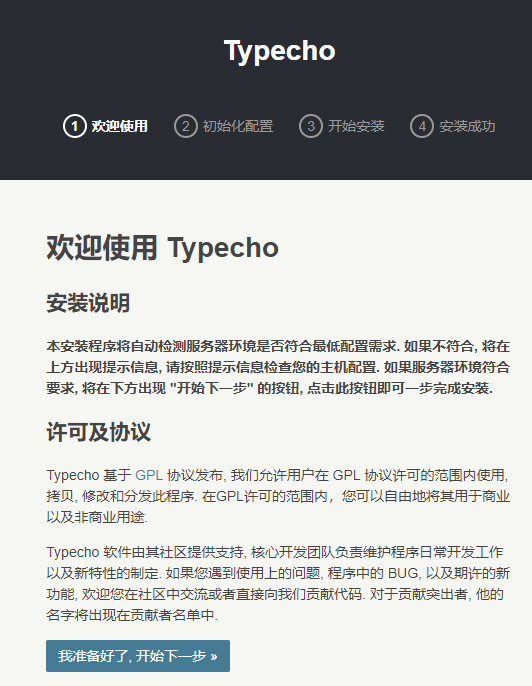 Typecho
1 欢迎使用 2 初始化配置 3 开始安装 4 安装成功
欢迎使用 Typecho
安装说明
本安装程序将自动检测服务器环境是否符合最低配置需求. 如果不符合, 将在
上方出现提示信息, 请按照提示信息检查您的主机配置. 如果服务器环境符合
要求, 将在下方出现 "开始下一步" 的按钮, 点击此按钮即可一步完成安装.
许可及协议
Typecho 基于 GPL 协议发布, 我们允许用户在 GPL 协议许可的范围内使用,
拷贝, 修改和分发此程序. 在GPL许可的范围内，您可以自由地将其用于商业
以及非商业用途.
Typecho 软件由其社区提供支持, 核心开发团队负责维护程序日常开发工作
以及新特性的制定. 如果您遇到使用上的问题, 程序中的 BUG, 以及期许的新
功能, 欢迎您在社区中交流或者直接向我们贡献代码. 对于贡献突出者, 他的
名字将出现在贡献者名单中.
我准备好了, 开始下一步 »